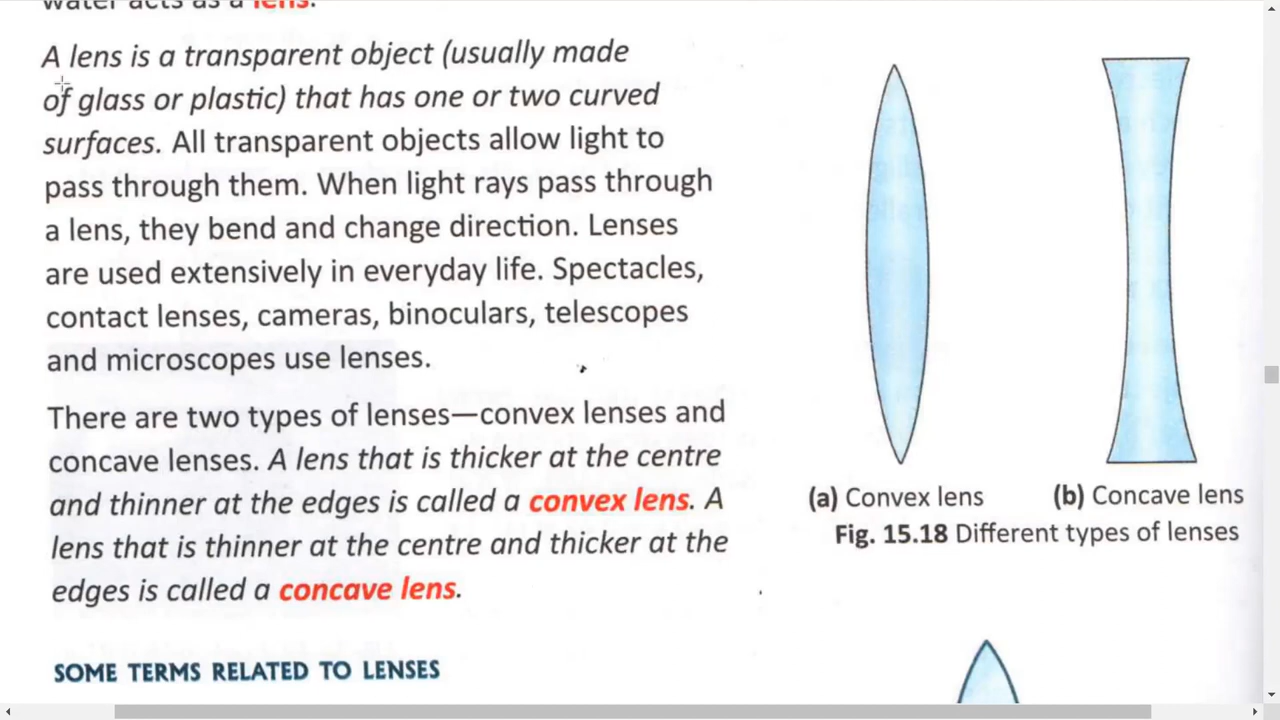 water acts as a lens.
A lens is a transparent object (usually made
of glass or plastic) that has one or two curved
surfaces. All transparent objects allow light to
pass through them. When light rays pass through
a lens, they bend and change direction. Lenses
are used extensively in everyday life. Spectacles,
contact lenses, cameras, binoculars, telescopes
and microscopes use lenses.
There are two types of lenses—convex lenses and
concave lenses. A lens that is thicker at the centre
and thinner at the edges is called a convex lens. A
lens that is thinner at the centre and thicker at the
edges is called a concave lens.
SOME TERMS RELATED TO LENSES
(a) Convex lens
(b) Concave lens
Fig. 15.18 Different types of lenses